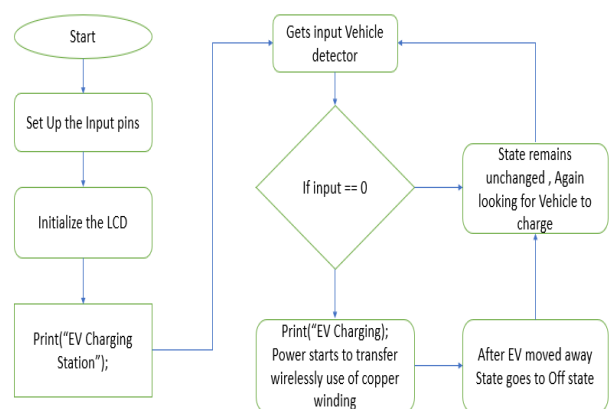 Start
Set Up the Input pins
Initialize the LCD
Print(“EV Charging
Station”);
Gets input Vehicle
detector
If input == 0
Print(“EV Charging);
Power starts to transfer
wirelessly use of copper
winding
After EV moved away
State goes to Off state
State remains
unchanged , Again
looking for Vehicle to
charge